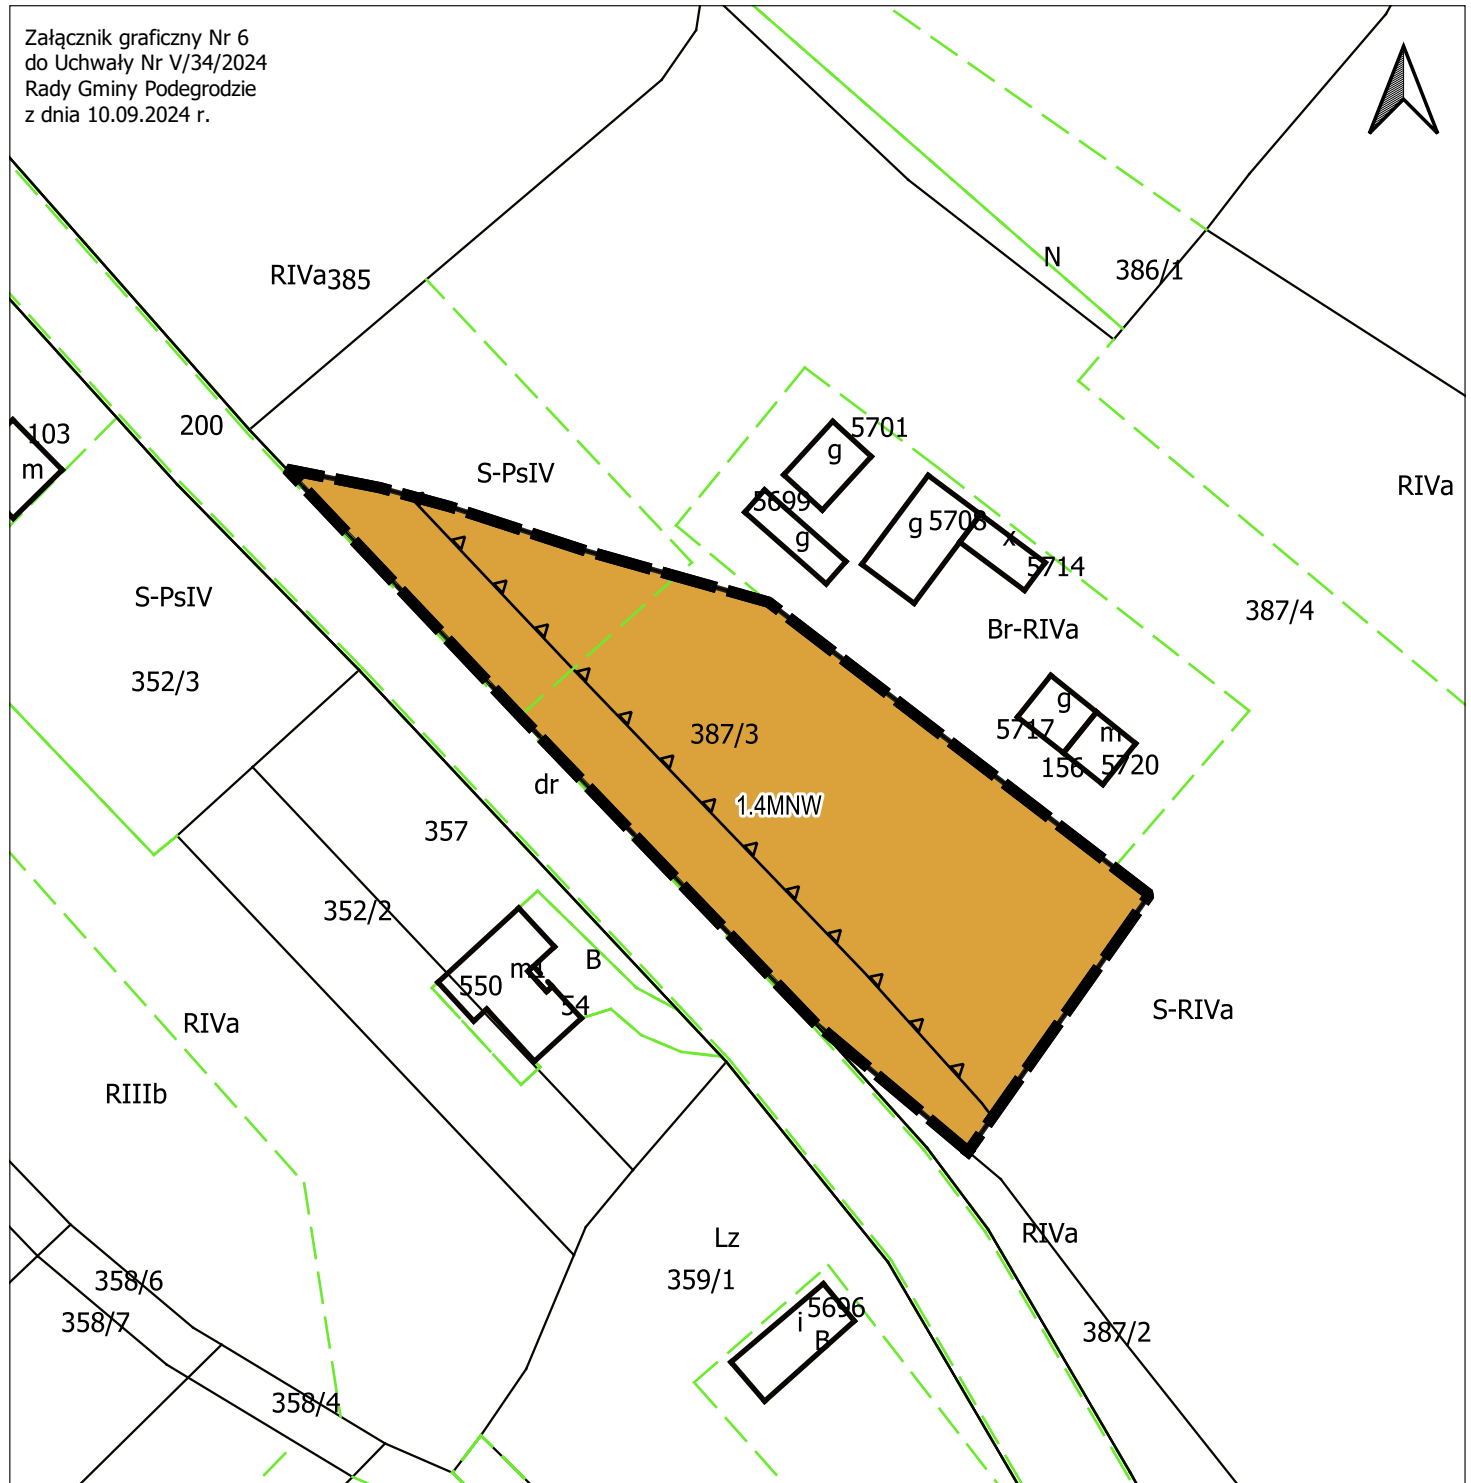 Załącznik graficzny Nr 6
do Uchwały Nr V/34/2024
Rady Gminy Podegrodzie
z dnia 10.09.2024 r.
N
386/1
RIVa385
200
103
m
5701
g
S-PsIV
RIVa
5699
g
g
5708
x
5714
S-PsIV
387/4
Br-RIVa
352/3
g
5717
m
156
5720
387/3
dr
1.4MNW
357
352/2
B
m1
550
54
S-RIVa
RIVa
RIIIb
Lz
RIVa
359/1
358/6
358/7
5696
i
B
387/2
358/4